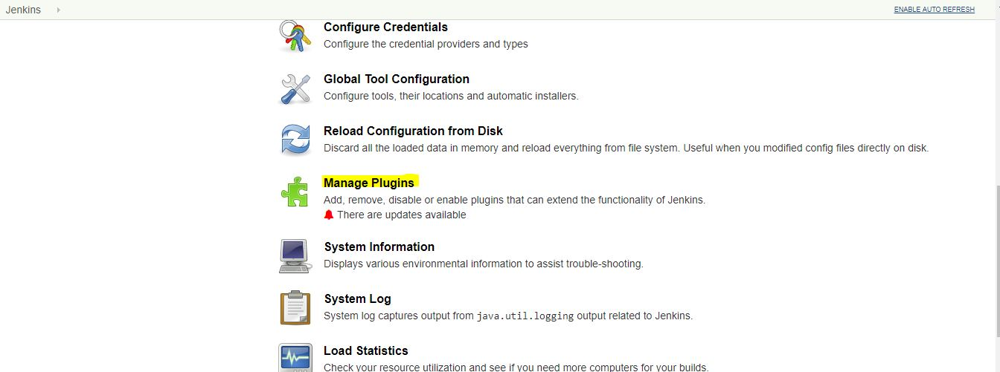 Jenkins
ENABLE AUTO REFRESH
Configure Credentials
Configure the credential providers and types
Global Tool Configuration
Configure tools, their locations and automatic installers.
Reload Configuration from Disk
Discard all the loaded data in memory and reload everything from file system. Useful when you modified config files directly on disk.
Manage Plugins
Add, remove, disable or enable plugins that can extend the functionality of Jenkins.
There are updates available
System Information
Displays various environmental information to assist trouble-shooting.
System Log
System log captures output from java.util.logging output related to Jenkins.
Load Statistics
Check your resource utilization and see if you need more computers for your builds.